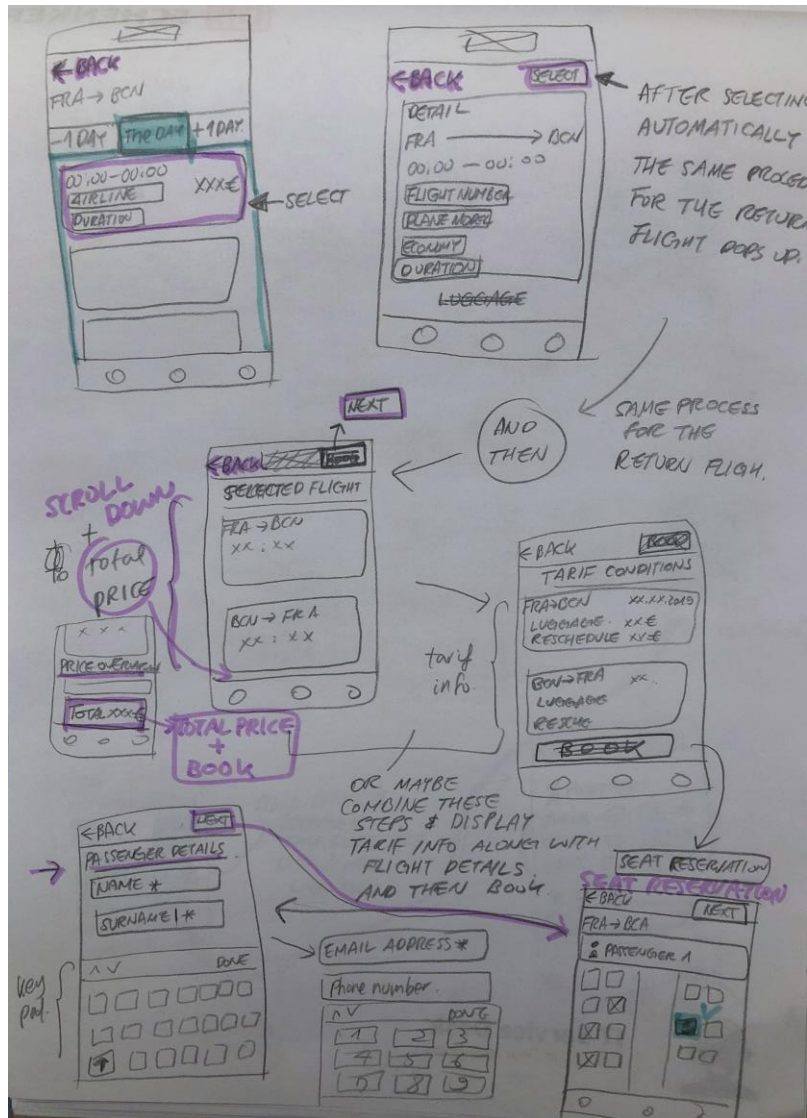 ← BACK
FRA → BCN
-1 DAY THE DAY +1 DAY
00:00 - 00:00
AIRLINE
XXX€
DURATION
← SELECT
← BACK
SELECT
DETAIL
FRA → BCN
00:00 - 00:00
FLIGHT NUMBER
PLANE MODEL
ECONOMY
DURATION
LUGGAGE
AFTER SELECTING
AUTOMATICALLY
THE SAME
FOR THE RETURN
FLIGHT POPS UP.
SAME PROCESS
FOR THE
RETURN FLIGH.
AND
THEN
NEXT
← BACK
BOOK
SELECTED FLIGHT
FRA → BCN
XX : XX
BCN → FRA
XX : XX
SCROLL
DOWN
+
total
PRICE
X X X
PRICE OVERVIEW
TOTAL XXX€
TOTAL PRICE
+
BOOK
← BACK
BOOK
TARIF CONDITIONS
FRA→BCN XX.XX.2019
LUGGAGE XX€
RESCHEDULE XX€
BCN→FRA XX.
LUGGAGE
RESCHE
BOOK
tarif
info.
OR MAYBE
COMBINE THESE
STEPS & DISPLAY
TARIF INFO ALONG WITH
FLIGHT DETAILS.
AND THEN BOOK.
← BACK
NEXT
PASSENGER DETAILS
NAME *
SURNAME *
∧ ∨ DONE
Key
pad.
EMAIL ADDRESS *
Phone number.
∧ ∨ DONE
1 2 3
4 5 6
7 8 9
SEAT RESERVATION
SEAT RESERVATION
← BACK
NEXT
FRA → BCA
PASSENGER 1